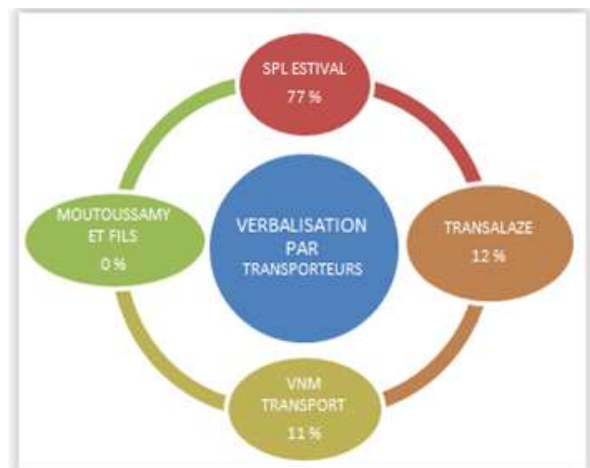 SPL ESTIVAL
77 %
MOUTOUSSAMY
ET FILS
0 %
VERBALISATION
PAR
TRANSPORTEURS
TRANSALAZE
12 %
VNM
TRANSPORT
11 %